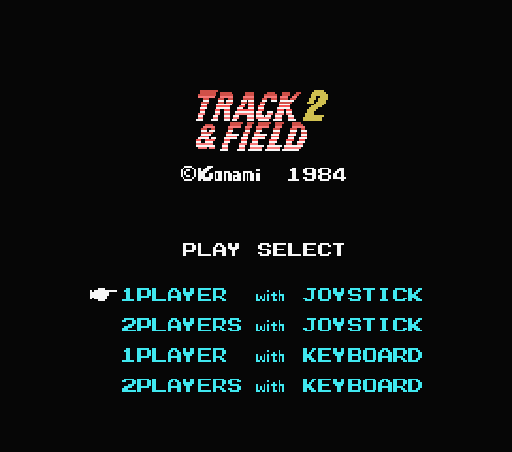 TRACK 2
& FIELD
©Konami 1984
PLAY SELECT
1PLAYER with JOYSTICK
2PLAYERS with JOYSTICK
1PLAYER with KEYBOARD
2PLAYERS with KEYBOARD